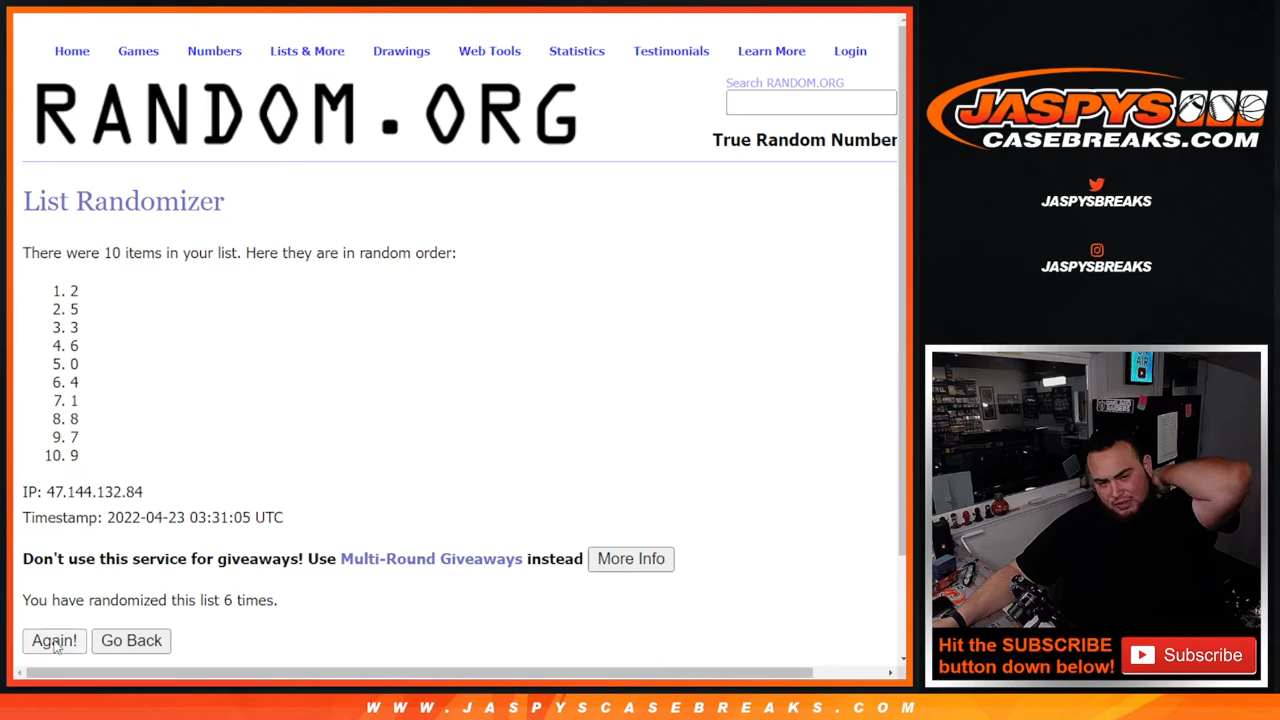 Home Games Numbers Lists & More Drawings Web Tools Statistics Testimonials Learn More Login
RANDOM.ORG
Search RANDOM.ORG
True Random Number
List Randomizer
There were 10 items in your list. Here they are in random order:
1. 2
2. 5
3. 3
4. 6
5. 0
6. 4
7. 1
8. 8
9. 7
10. 9
IP: 47.144.132.84
Timestamp: 2022-04-23 03:31:05 UTC
Don't use this service for giveaways! Use Multi-Round Giveaways instead More Info
You have randomized this list 6 times.
Again! Go Back
JASPYS
CASEBREAKS.COM
JASPYSBREAKS
JASPYSBREAKS
ON
AIR
Hit the SUBSCRIBE
button down below!
Subscribe
WWW.JASPYSCASEBREAKS.COM